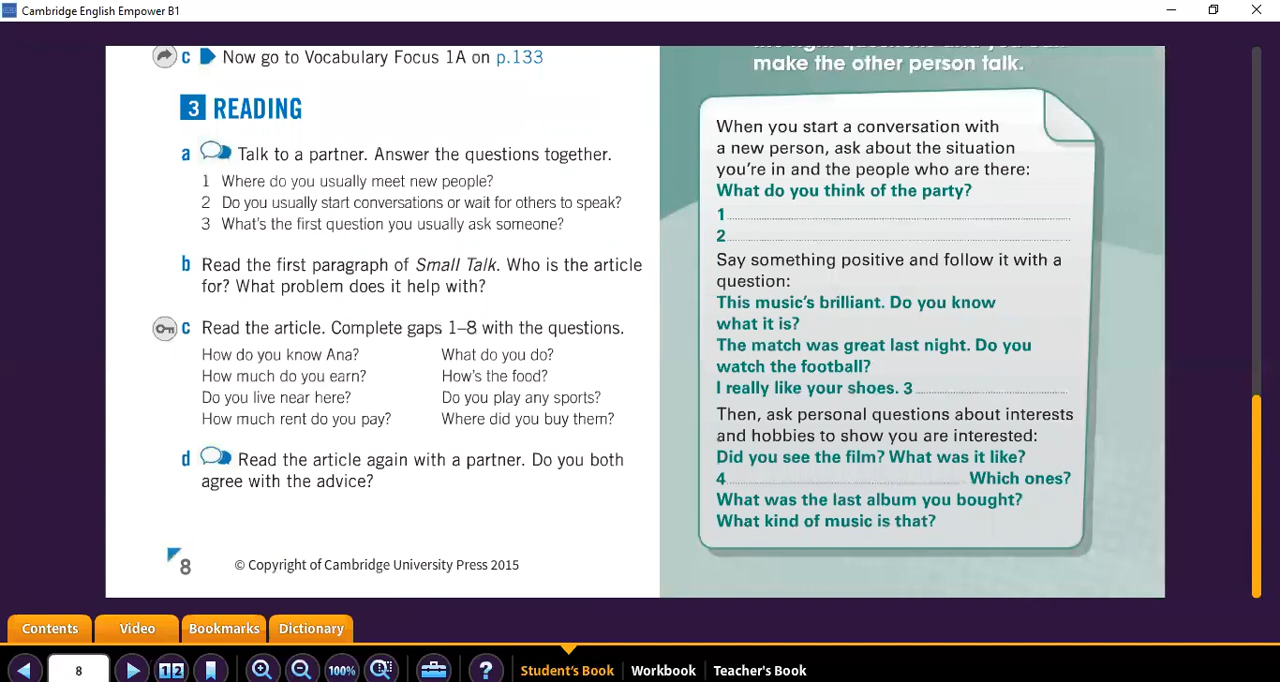 Cambridge English Empower B1
c Now go to Vocabulary Focus 1A on p.133
3 READING
a Talk to a partner. Answer the questions together.
1 Where do you usually meet new people?
2 Do you usually start conversations or wait for others to speak?
3 What's the first question you usually ask someone?
b Read the first paragraph of Small Talk. Who is the article
for? What problem does it help with?
c Read the article. Complete gaps 1–8 with the questions.
How do you know Ana? What do you do?
How much do you earn? How's the food?
Do you live near here? Do you play any sports?
How much rent do you pay? Where did you buy them?
d Read the article again with a partner. Do you both
agree with the advice?
8 © Copyright of Cambridge University Press 2015
make the other person talk.
When you start a conversation with
a new person, ask about the situation
you're in and the people who are there:
What do you think of the party?
1
2
Say something positive and follow it with a
question:
This music's brilliant. Do you know
what it is?
The match was great last night. Do you
watch the football?
I really like your shoes. 3
Then, ask personal questions about interests
and hobbies to show you are interested:
Did you see the film? What was it like?
4 Which ones?
What was the last album you bought?
What kind of music is that?
Contents Video Bookmarks Dictionary
8 12 100% ? Student's Book Workbook Teacher's Book